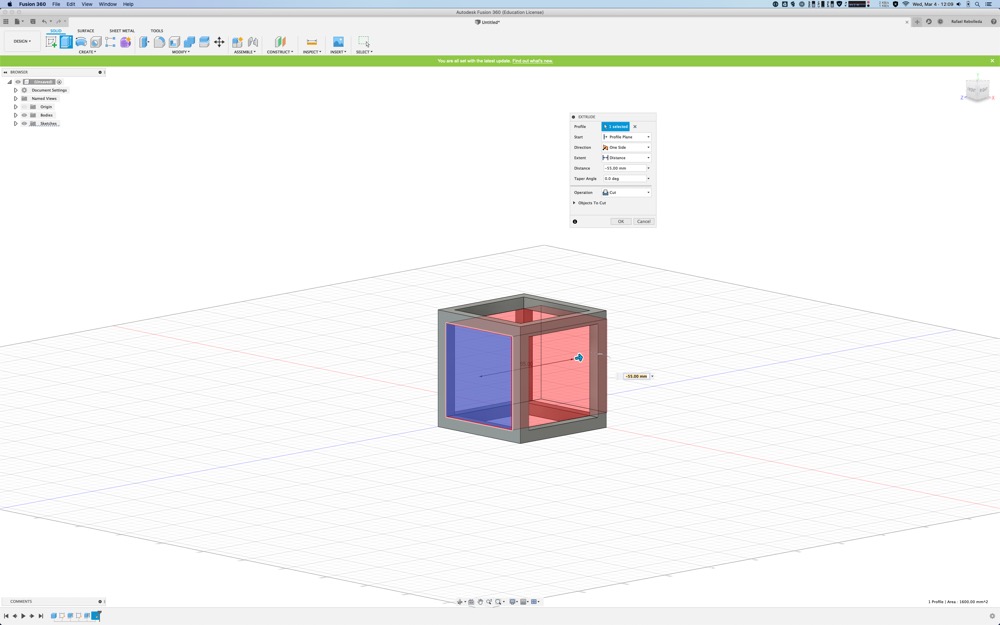 Fusion 360 File Edit View Window Help
Wed, Mar 4 - 12:09
Autodesk Fusion 360 (Education License)
Untitled*
Rafael Rebolleda
SOLID SURFACE SHEET METAL TOOLS
DESIGN
CREATE MODIFY ASSEMBLE CONSTRUCT INSPECT INSERT SELECT
You are all set with the latest update. Find out what's new.
BROWSER
(Unsaved)
Document Settings
Named Views
Origin
Bodies
Sketches
EXTRUDE
Profile 1 selected
Start Profile Plane
Direction One Side
Extent Distance
Distance -55.00 mm
Taper Angle 0.0 deg
Operation Cut
Objects To Cut
OK Cancel
-55.00 mm
COMMENTS
1 Profile | Area : 1600.00 mm^2